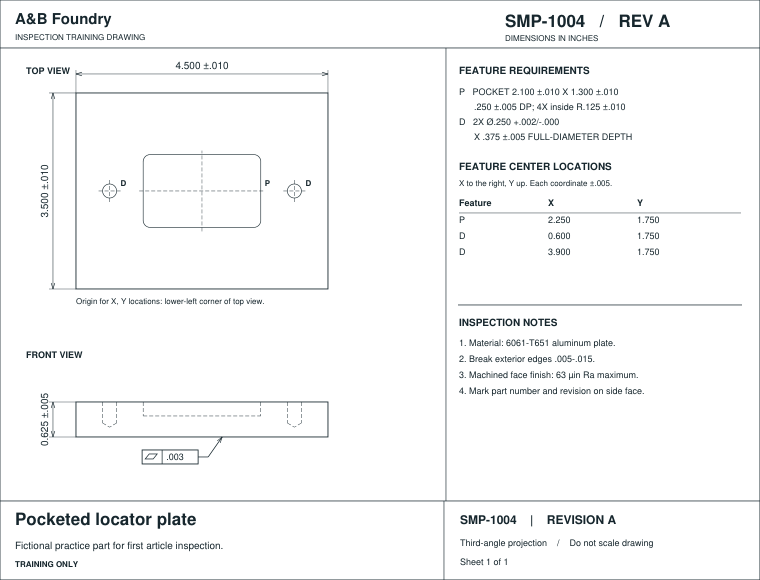 A&B Foundry
INSPECTION TRAINING DRAWING
SMP-1004 / REV A
DIMENSIONS IN INCHES
TOP VIEW
4.500 ±.010
3.500 ±.010
D
P
D
Origin for X, Y locations: lower-left corner of top view.
FRONT VIEW
0.625 ±.005
.003
FEATURE REQUIREMENTS
P POCKET 2.100 ±.010 X 1.300 ±.010
.250 ±.005 DP; 4X inside R.125 ±.010
D 2X Ø.250 +.002/-.000
X .375 ±.005 FULL-DIAMETER DEPTH
FEATURE CENTER LOCATIONS
X to the right, Y up. Each coordinate ±.005.
Feature X Y
P 2.250 1.750
D 0.600 1.750
D 3.900 1.750
INSPECTION NOTES
1. Material: 6061-T651 aluminum plate.
2. Break exterior edges .005-.015.
3. Machined face finish: 63 µin Ra maximum.
4. Mark part number and revision on side face.
Pocketed locator plate
Fictional practice part for first article inspection.
TRAINING ONLY
SMP-1004 | REVISION A
Third-angle projection / Do not scale drawing
Sheet 1 of 1